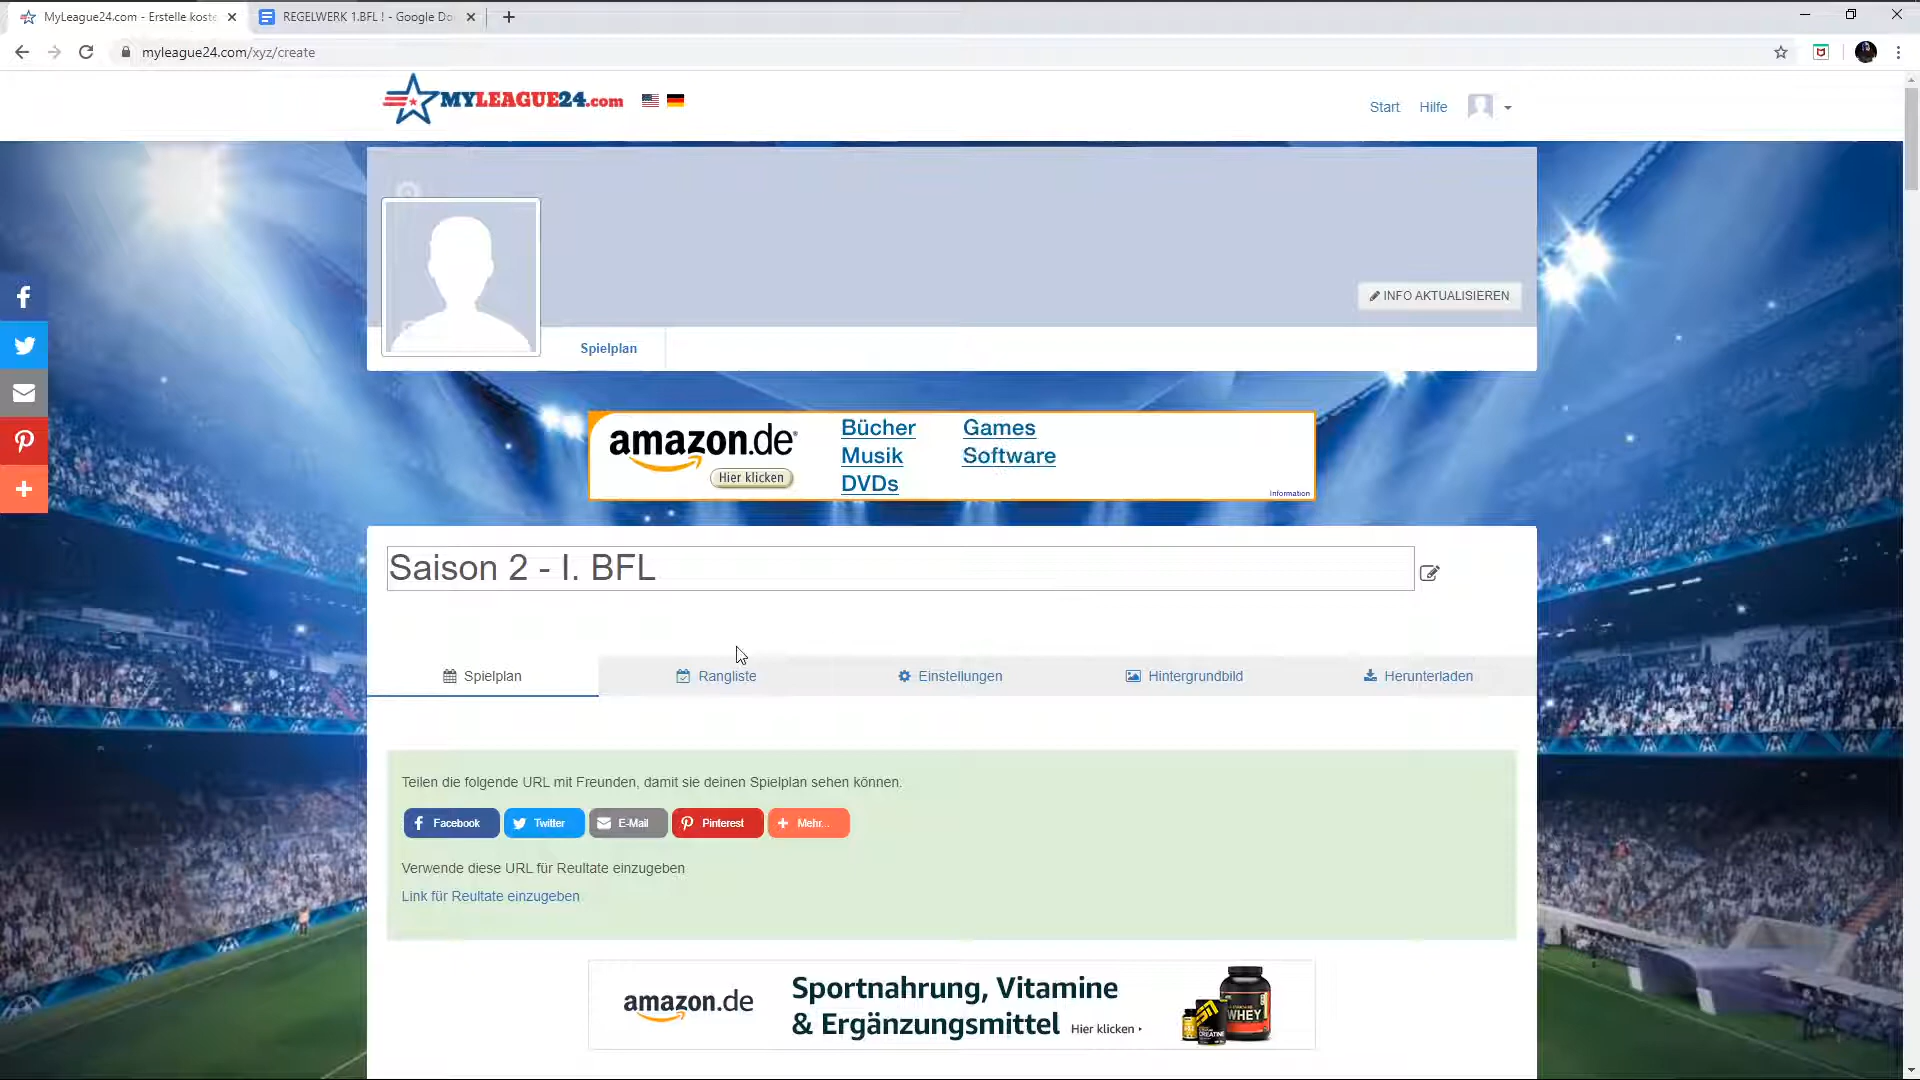 MyLeague24.com - Erstelle koste
REGELWERK 1.BFL ! - Google Do
myleague24.com/xyz/create
MYLEAGUE24.com
Start
Hilfe
INFO AKTUALISIEREN
Spielplan
amazon.de
Hier klicken
Bücher
Games
Musik
Software
DVDs
Information
Saison 2 - I. BFL
Spielplan
Rangliste
Einstellungen
Hintergrundbild
Herunterladen
Teilen die folgende URL mit Freunden, damit sie deinen Spielplan sehen können.
Facebook
Twitter
E-Mail
Pinterest
Mehr...
Verwende diese URL für Reultate einzugeben
Link für Reultate einzugeben
amazon.de
Sportnahrung, Vitamine
& Ergänzungsmittel
Hier klicken
WHEY
CREATINE